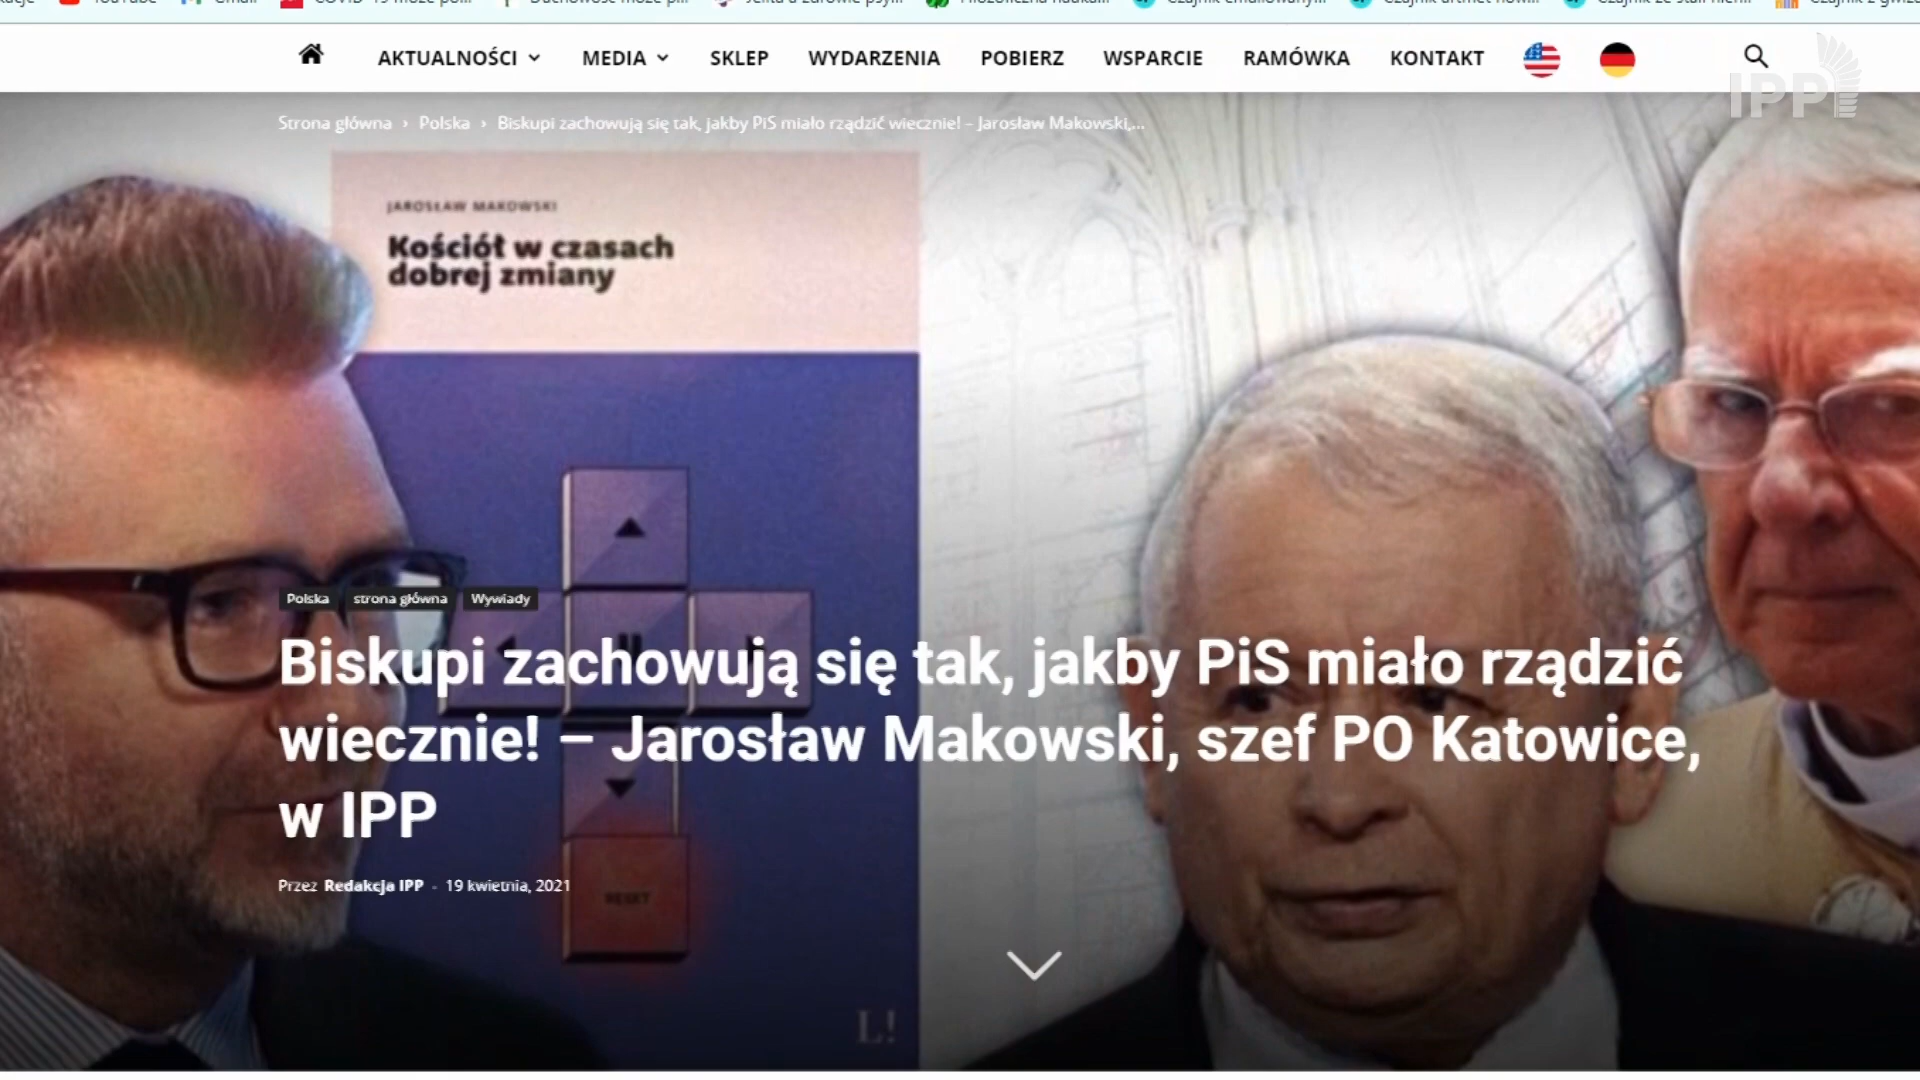 AKTUALNOŚCI MEDIA SKLEP WYDARZENIA POBIERZ WSPARCIE RAMÓWKA KONTAKT
IPP
Strona główna › Polska › Biskupi zachowują się tak, jakby PiS miało rządzić wiecznie! – Jarosław Makowski,...
JAROSŁAW MAKOWSKI
Kościół w czasach
dobrej zmiany
Polska strona główna Wywiady
Biskupi zachowują się tak, jakby PiS miało rządzić
wiecznie! – Jarosław Makowski, szef PO Katowice,
w IPP
Przez Redakcja IPP - 19 kwietnia, 2021
RESET
L!